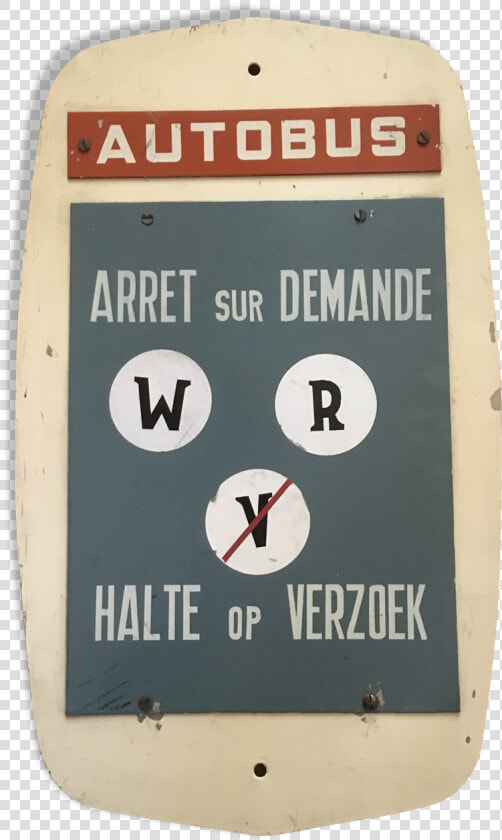 AUTOBUS
ARRET SUR DEMANDE
W R
V
HALTE OP VERZOEK